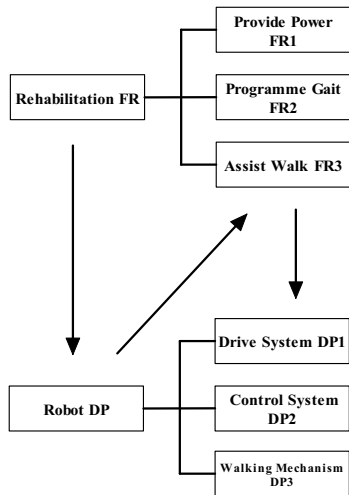 Provide Power
FR1
Rehabilitation FR
Programme Gait
FR2
Assist Walk FR3
Drive System DP1
Robot DP
Control System
DP2
Walking Mechanism
DP3